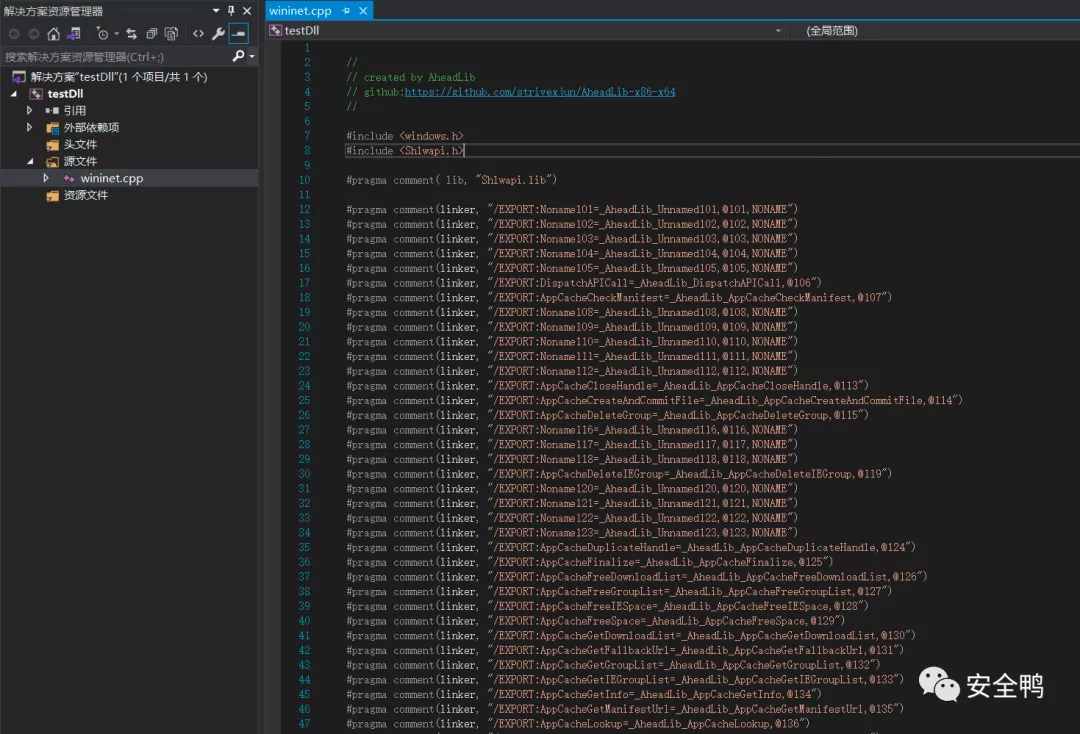 解决方案资源管理器
搜索解决方案资源管理器(Ctrl+;)
解决方案"testDll"(1 个项目/共 1 个)
testDll
引用
外部依赖项
头文件
源文件
wininet.cpp
资源文件
wininet.cpp
testDll
(全局范围)
1
2 //
3 // created by AheadLib
4 // github:https://github.com/strivexjun/AheadLib-x86-x64
5 //
6
7 #include <windows.h>
8 #include <Shlwapi.h>
9
10 #pragma comment( lib, "Shlwapi.lib")
11
12 #pragma comment(linker, "/EXPORT:Noname101=_AheadLib_Unnamed101,@101,NONAME")
13 #pragma comment(linker, "/EXPORT:Noname102=_AheadLib_Unnamed102,@102,NONAME")
14 #pragma comment(linker, "/EXPORT:Noname103=_AheadLib_Unnamed103,@103,NONAME")
15 #pragma comment(linker, "/EXPORT:Noname104=_AheadLib_Unnamed104,@104,NONAME")
16 #pragma comment(linker, "/EXPORT:Noname105=_AheadLib_Unnamed105,@105,NONAME")
17 #pragma comment(linker, "/EXPORT:DispatchAPICall=_AheadLib_DispatchAPICall,@106")
18 #pragma comment(linker, "/EXPORT:AppCacheCheckManifest=_AheadLib_AppCacheCheckManifest,@107")
19 #pragma comment(linker, "/EXPORT:Noname108=_AheadLib_Unnamed108,@108,NONAME")
20 #pragma comment(linker, "/EXPORT:Noname109=_AheadLib_Unnamed109,@109,NONAME")
21 #pragma comment(linker, "/EXPORT:Noname110=_AheadLib_Unnamed110,@110,NONAME")
22 #pragma comment(linker, "/EXPORT:Noname111=_AheadLib_Unnamed111,@111,NONAME")
23 #pragma comment(linker, "/EXPORT:Noname112=_AheadLib_Unnamed112,@112,NONAME")
24 #pragma comment(linker, "/EXPORT:AppCacheCloseHandle=_AheadLib_AppCacheCloseHandle,@113")
25 #pragma comment(linker, "/EXPORT:AppCacheCreateAndCommitFile=_AheadLib_AppCacheCreateAndCommitFile,@114")
26 #pragma comment(linker, "/EXPORT:AppCacheDeleteGroup=_AheadLib_AppCacheDeleteGroup,@115")
27 #pragma comment(linker, "/EXPORT:Noname116=_AheadLib_Unnamed116,@116,NONAME")
28 #pragma comment(linker, "/EXPORT:Noname117=_AheadLib_Unnamed117,@117,NONAME")
29 #pragma comment(linker, "/EXPORT:Noname118=_AheadLib_Unnamed118,@118,NONAME")
30 #pragma comment(linker, "/EXPORT:AppCacheDeleteIEGroup=_AheadLib_AppCacheDeleteIEGroup,@119")
31 #pragma comment(linker, "/EXPORT:Noname120=_AheadLib_Unnamed120,@120,NONAME")
32 #pragma comment(linker, "/EXPORT:Noname121=_AheadLib_Unnamed121,@121,NONAME")
33 #pragma comment(linker, "/EXPORT:Noname122=_AheadLib_Unnamed122,@122,NONAME")
34 #pragma comment(linker, "/EXPORT:Noname123=_AheadLib_Unnamed123,@123,NONAME")
35 #pragma comment(linker, "/EXPORT:AppCacheDuplicateHandle=_AheadLib_AppCacheDuplicateHandle,@124")
36 #pragma comment(linker, "/EXPORT:AppCacheFinalize=_AheadLib_AppCacheFinalize,@125")
37 #pragma comment(linker, "/EXPORT:AppCacheFreeDownloadList=_AheadLib_AppCacheFreeDownloadList,@126")
38 #pragma comment(linker, "/EXPORT:AppCacheFreeGroupList=_AheadLib_AppCacheFreeGroupList,@127")
39 #pragma comment(linker, "/EXPORT:AppCacheFreeIESpace=_AheadLib_AppCacheFreeIESpace,@128")
40 #pragma comment(linker, "/EXPORT:AppCacheFreeSpace=_AheadLib_AppCacheFreeSpace,@129")
41 #pragma comment(linker, "/EXPORT:AppCacheGetDownloadList=_AheadLib_AppCacheGetDownloadList,@130")
42 #pragma comment(linker, "/EXPORT:AppCacheGetFallbackUrl=_AheadLib_AppCacheGetFallbackUrl,@131")
43 #pragma comment(linker, "/EXPORT:AppCacheGetGroupList=_AheadLib_AppCacheGetGroupList,@132")
44 #pragma comment(linker, "/EXPORT:AppCacheGetIEGroupList=_AheadLib_AppCacheGetIEGroupList,@133")
45 #pragma comment(linker, "/EXPORT:AppCacheGetInfo=_AheadLib_AppCacheGetInfo,@134")
46 #pragma comment(linker, "/EXPORT:AppCacheGetManifestUrl=_AheadLib_AppCacheGetManifestUrl,@135")
47 #pragma comment(linker, "/EXPORT:AppCacheLookup=_AheadLib_AppCacheLookup,@136")
安全鸭